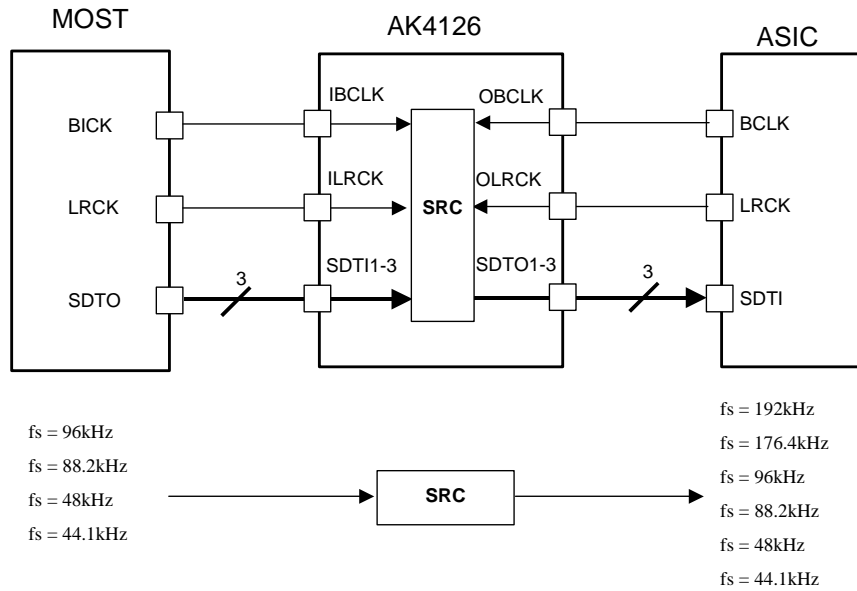 MOST
AK4126
ASIC
IBCLK
OBCLK
BICK
BCLK
ILRCK
OLRCK
LRCK
SRC
LRCK
SDTI1-3
SDTO1-3
3
3
SDTO
SDTI
fs = 96kHz
fs = 88.2kHz
fs = 48kHz
fs = 44.1kHz
SRC
fs = 192kHz
fs = 176.4kHz
fs = 96kHz
fs = 88.2kHz
fs = 48kHz
fs = 44.1kHz